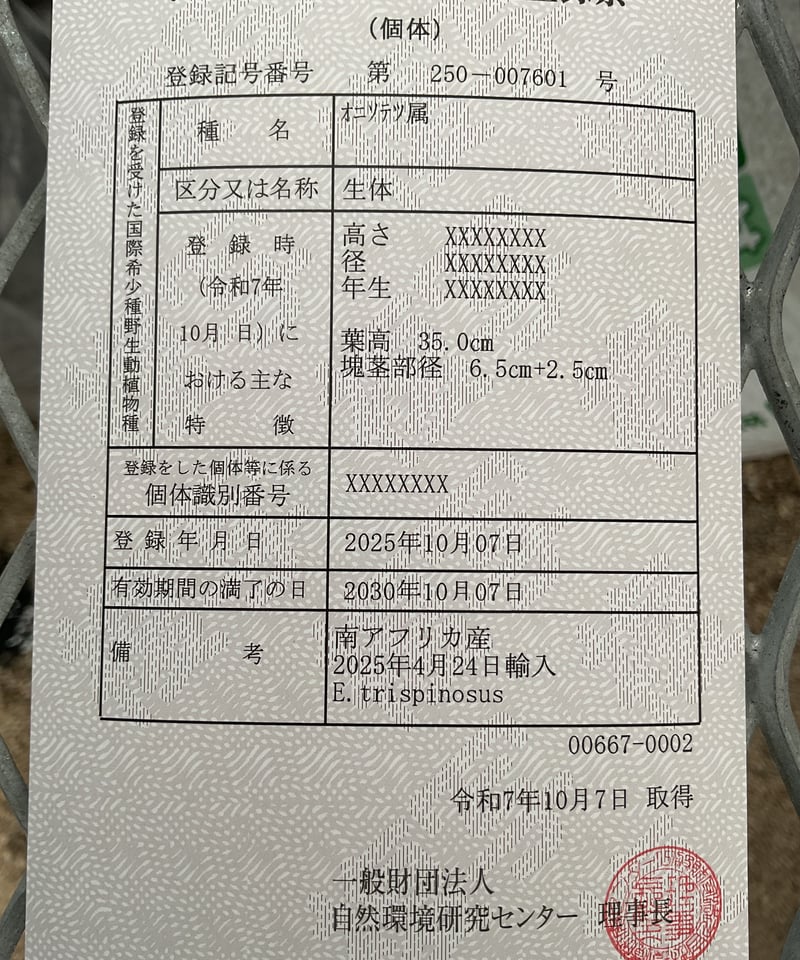 （個体）
登録記号番号 第 250－007601 号
登録を受けた国際希少種野生動植物種
種 名 ｵﾆｿﾃﾂ属
区分又は名称 生体
登 録 時
(令和7年
10月 日) に
おける主な
特 徴
高さ XXXXXXXX
径 XXXXXXXX
年生 XXXXXXXX
葉高 35.0cm
塊茎部径 6.5cm+2.5cm
登録をした個体等に係る
個体識別番号 XXXXXXXX
登 録 年 月 日 2025年10月07日
有効期間の満了の日 2030年10月07日
備 考
南アフリカ産
2025年4月24日輸入
E.trispinosus
00667-0002
令和7年10月7日 取得
一般財団法人
自然環境研究センター 理事長